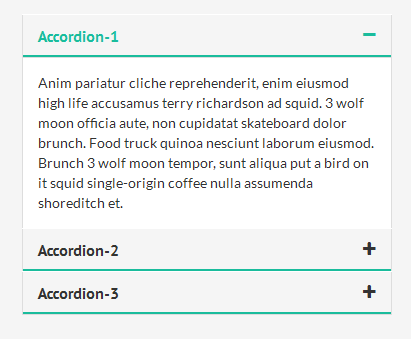 Accordion-1
Anim pariatur cliche reprehenderit, enim eiusmod
high life accusamus terry richardson ad squid. 3 wolf
moon officia aute, non cupidatat skateboard dolor
brunch. Food truck quinoa nesciunt laborum eiusmod.
Brunch 3 wolf moon tempor, sunt aliqua put a bird on
it squid single-origin coffee nulla assumenda
shoreditch et.
Accordion-2
Accordion-3